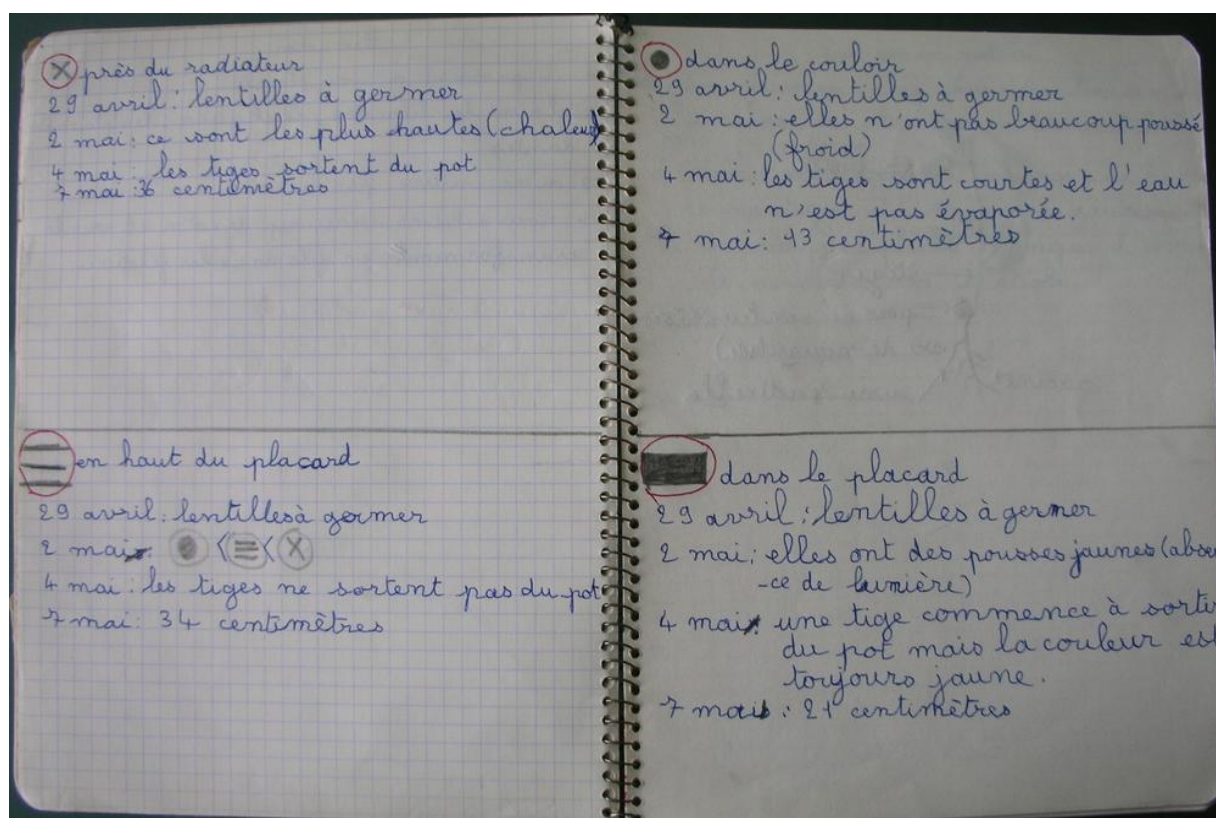 près du radiateur
29 avril : lentilles à germer
2 mai : ce sont les plus hautes (chaleur)
4 mai : les tiges sortent du pot
7 mai : 36 centimètres
en haut du placard
29 avril : lentilles à germer
2 mai : < <
4 mai : les tiges ne sortent pas du pot
7 mai : 34 centimètres
dans le couloir
29 avril : lentilles à germer
2 mai : elles n'ont pas beaucoup poussé
(froid)
4 mai : les tiges sont courtes et l'eau
n'est pas évaporée.
7 mai : 13 centimètres
dans le placard
29 avril : lentilles à germer
2 mai : elles ont des pousses jaunes (absen
-ce de lumière)
4 mai : une tige commence à sortir
du pot mais la couleur est
toujours jaune.
7 mai : 21 centimètres